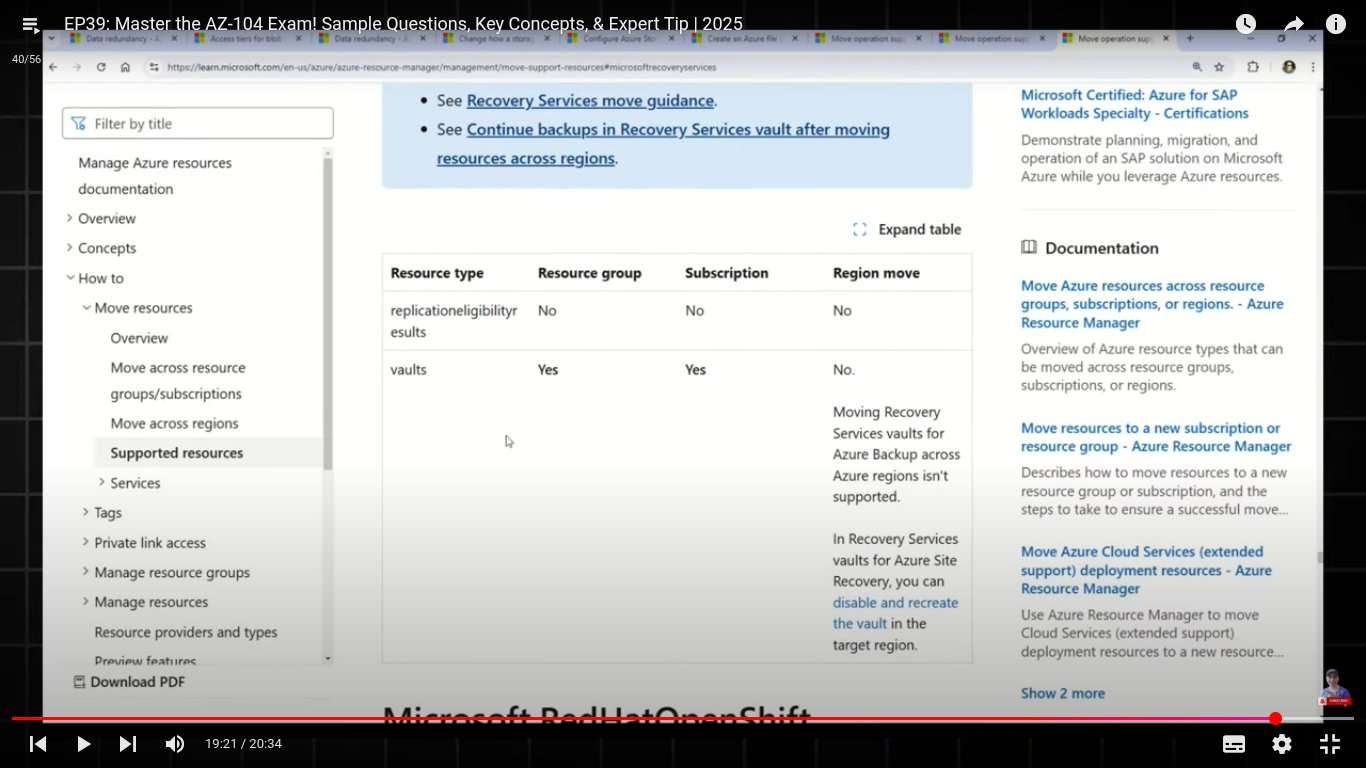 EP39: Master the AZ-104 Exam! Sample Questions, Key Concepts, & Expert Tip | 2025
40/56
Data redundancy - A
Access tiers for blob
Data redundancy - A
Change how a storag
Configure Azure Sto
Create an Azure file
Move operation sup
Move operation sup
Move operation sup
https://learn.microsoft.com/en-us/azure/azure-resource-manager/management/move-support-resources#microsoftrecoveryservices
Filter by title
Manage Azure resources
documentation
Overview
Concepts
How to
Move resources
Overview
Move across resource
groups/subscriptions
Move across regions
Supported resources
Services
Tags
Private link access
Manage resource groups
Manage resources
Resource providers and types
Preview features
Download PDF
See Recovery Services move guidance.
See Continue backups in Recovery Services vault after moving
resources across regions.
Expand table
Resource type Resource group Subscription Region move
replicationeligibilityr No No No
esults
vaults Yes Yes No.
Moving Recovery
Services vaults for
Azure Backup across
Azure regions isn't
supported.
In Recovery Services
vaults for Azure Site
Recovery, you can
disable and recreate
the vault in the
target region.
Microsoft.RedHatOpenShift
Microsoft Certified: Azure for SAP
Workloads Specialty - Certifications
Demonstrate planning, migration, and
operation of an SAP solution on Microsoft
Azure while you leverage Azure resources.
Documentation
Move Azure resources across resource
groups, subscriptions, or regions. - Azure
Resource Manager
Overview of Azure resource types that can
be moved across resource groups,
subscriptions, or regions.
Move resources to a new subscription or
resource group - Azure Resource Manager
Describes how to move resources to a new
resource group or subscription, and the
steps to take to ensure a successful move...
Move Azure Cloud Services (extended
support) deployment resources - Azure
Resource Manager
Use Azure Resource Manager to move
Cloud Services (extended support)
deployment resources to a new resource...
Show 2 more
19:21 / 20:34